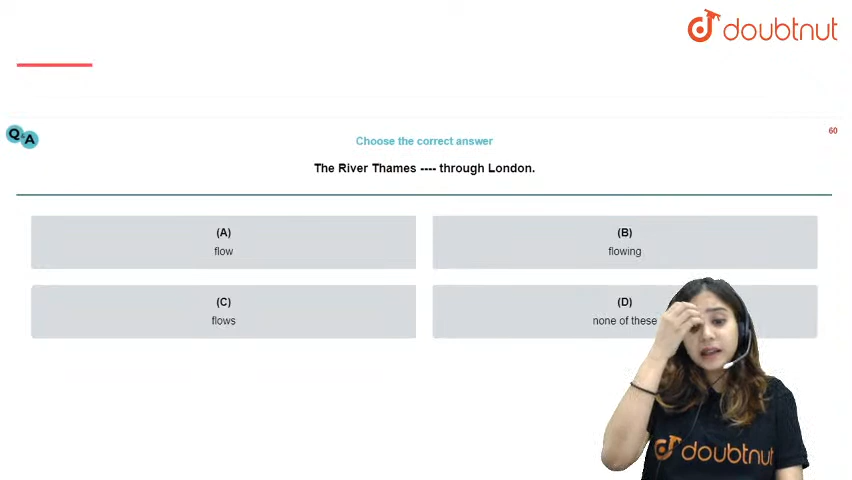 doubtnut
Q&A
60
Choose the correct answer
The River Thames ---- through London.
(A)
flow
(B)
flowing
(C)
flows
(D)
none of these
doubtnut